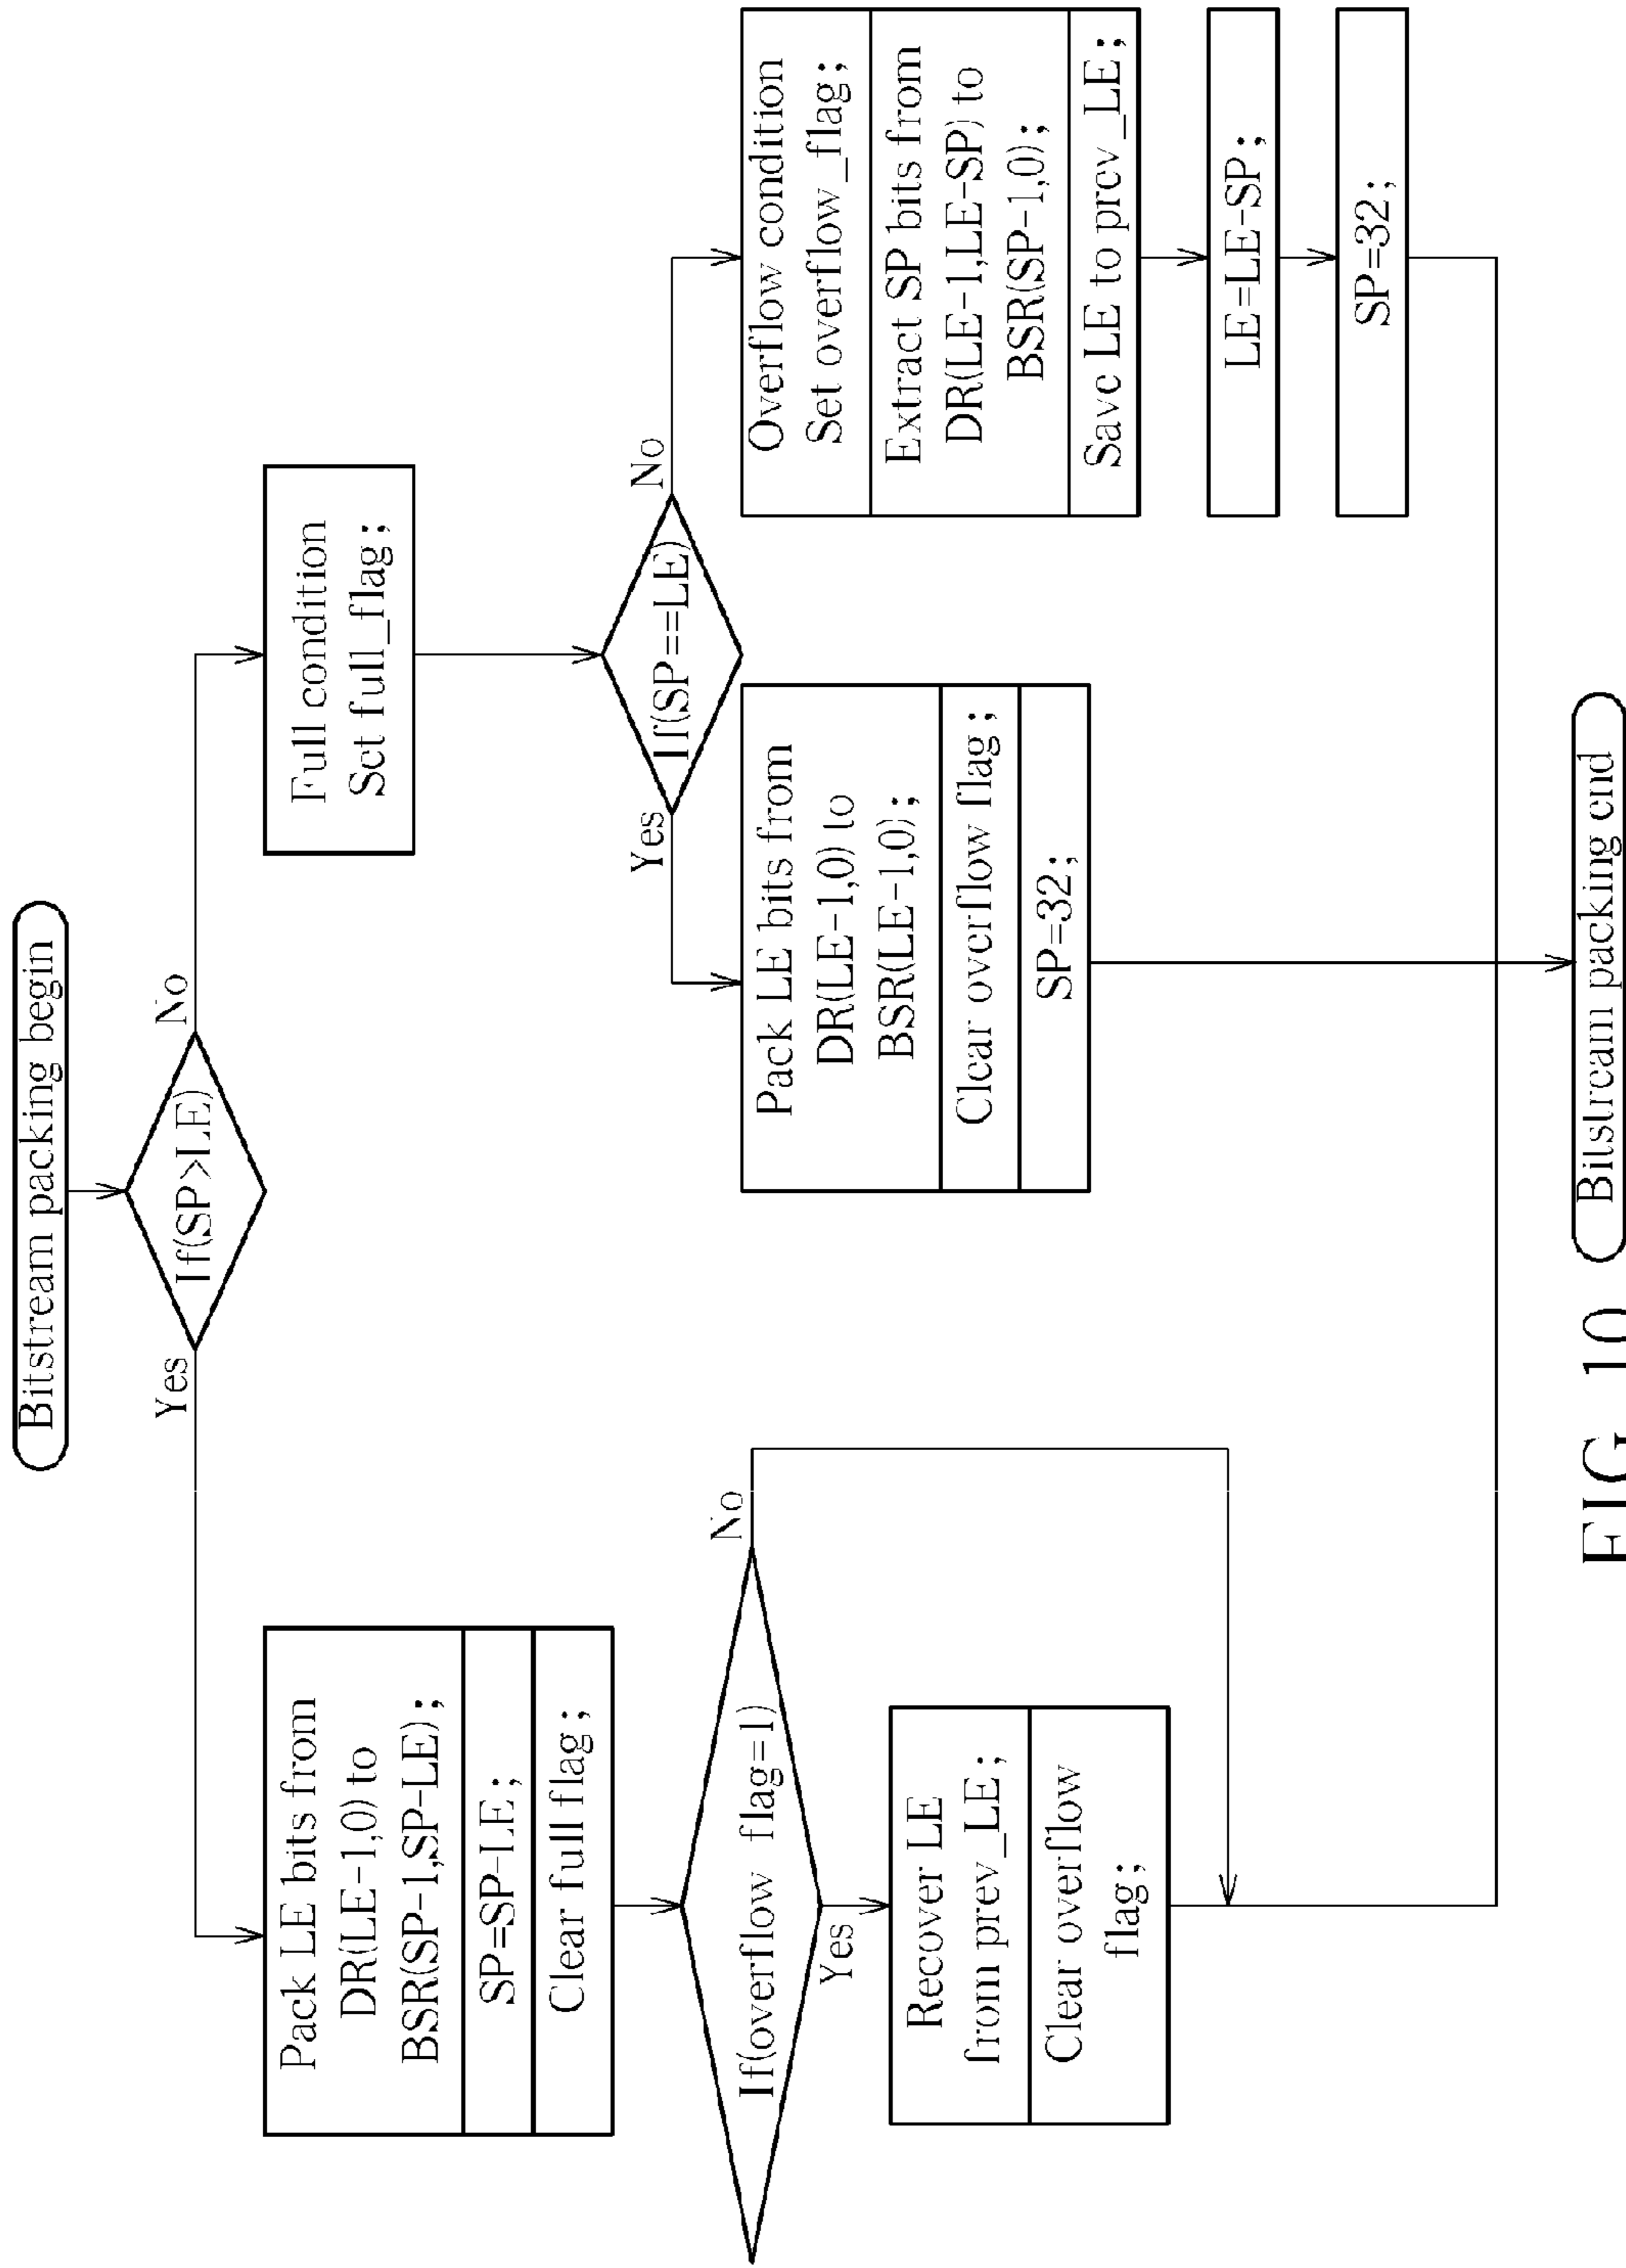 Bitstream packing begin
If(SP>LE)
Yes
No
Pack LE bits from
DR(LE-1,0) to
BSR(SP-1,SP-LE);
SP=SP-LE;
Clear full flag;
If(overflow flag=1)
No
Yes
Recover LE
from prev_LE;
Clear overflow
flag;
Full condition
Set full_flag;
If(SP==LE)
Yes
No
Pack LE bits from
DR(LE-1,0) to
BSR(LE-1,0);
Clear overflow flag;
SP=32;
Overflow condition
Set overflow_flag;
Extract SP bits from
DR(LE-1,LE-SP) to
BSR(SP-1,0);
Save LE to prev_LE;
LE=LE-SP;
SP=32;
Bitstream packing end
FIG 10